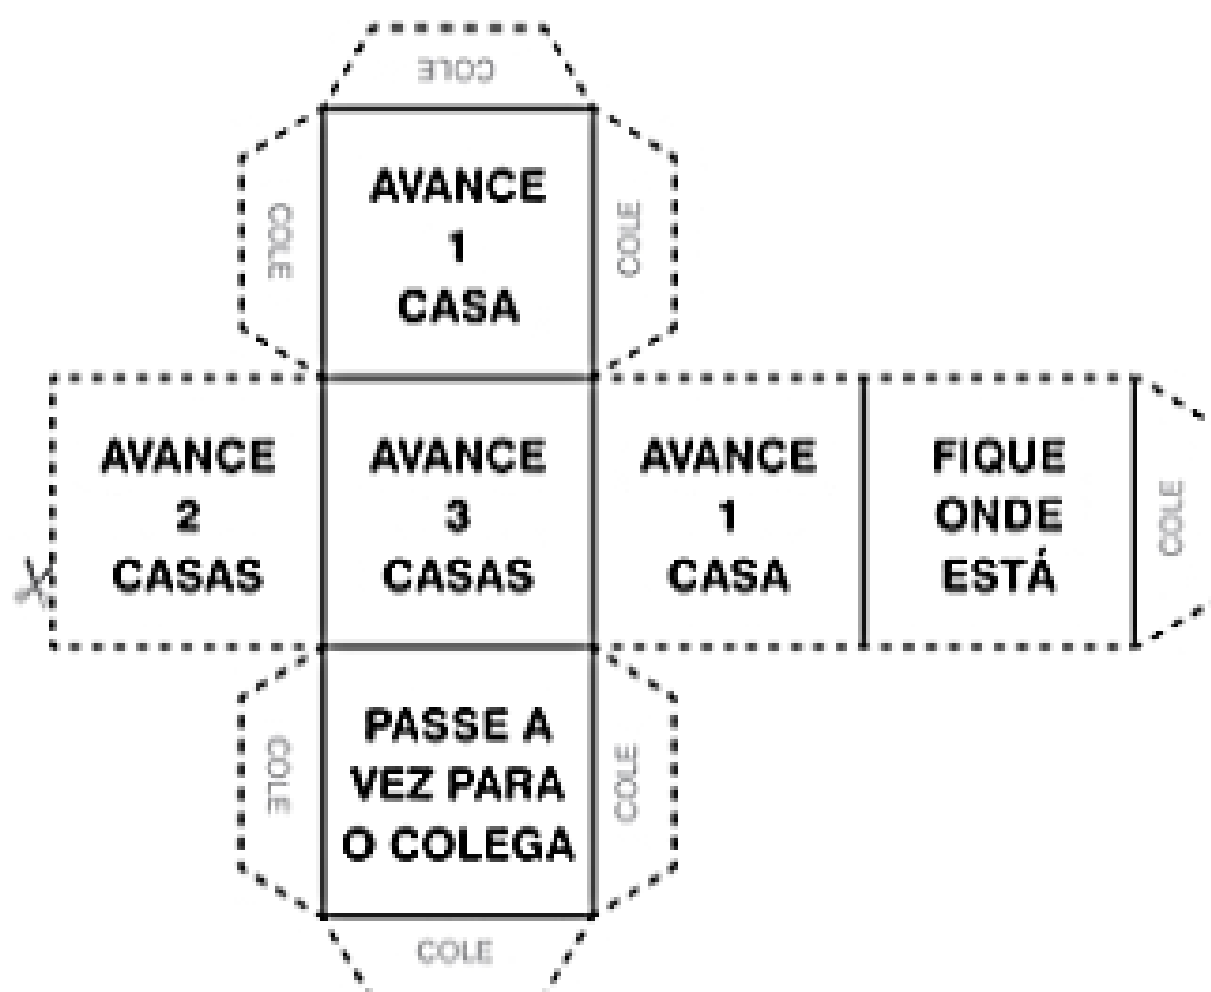 COLE
AVANCE
1
CASA
COLE
COLE
AVANCE
2
CASAS
AVANCE
3
CASAS
AVANCE
1
CASA
FIQUE
ONDE
ESTÁ
COLE
PASSE A
VEZ PARA
O COLEGA
COLE
COLE
COLE